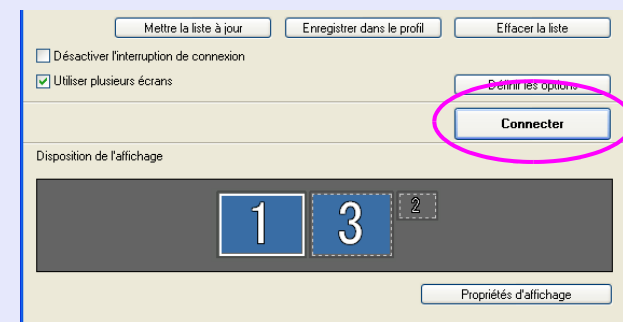 Mettre la liste à jour Enregistrer dans le profil Effacer la liste
Désactiver l'interruption de connexion
Utiliser plusieurs écrans
Définir les options
Connecter
Disposition de l'affichage
1 3 2
Propriétés d'affichage